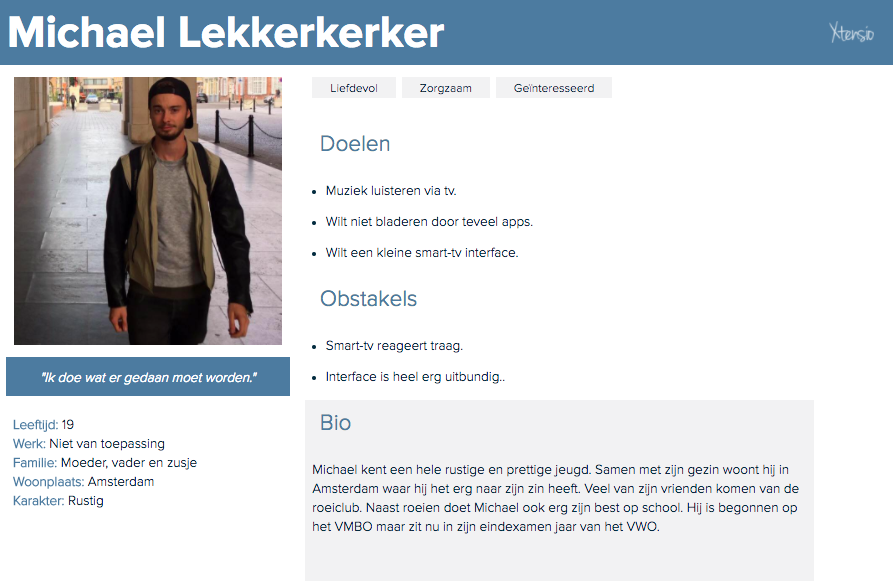 Michael Lekkerkerker
Xtensio
Liefdevol Zorgzaam Geïnteresseerd
Doelen
Muziek luisteren via tv.
Wilt niet bladeren door teveel apps.
Wilt een kleine smart-tv interface.
Obstakels
Smart-tv reageert traag.
Interface is heel erg uitbundig..
"Ik doe wat er gedaan moet worden."
Leeftijd: 19
Werk: Niet van toepassing
Familie: Moeder, vader en zusje
Woonplaats: Amsterdam
Karakter: Rustig
Bio
Michael kent een hele rustige en prettige jeugd. Samen met zijn gezin woont hij in
Amsterdam waar hij het erg naar zijn zin heeft. Veel van zijn vrienden komen van de
roeiclub. Naast roeien doet Michael ook erg zijn best op school. Hij is begonnen op
het VMBO maar zit nu in zijn eindexamen jaar van het VWO.